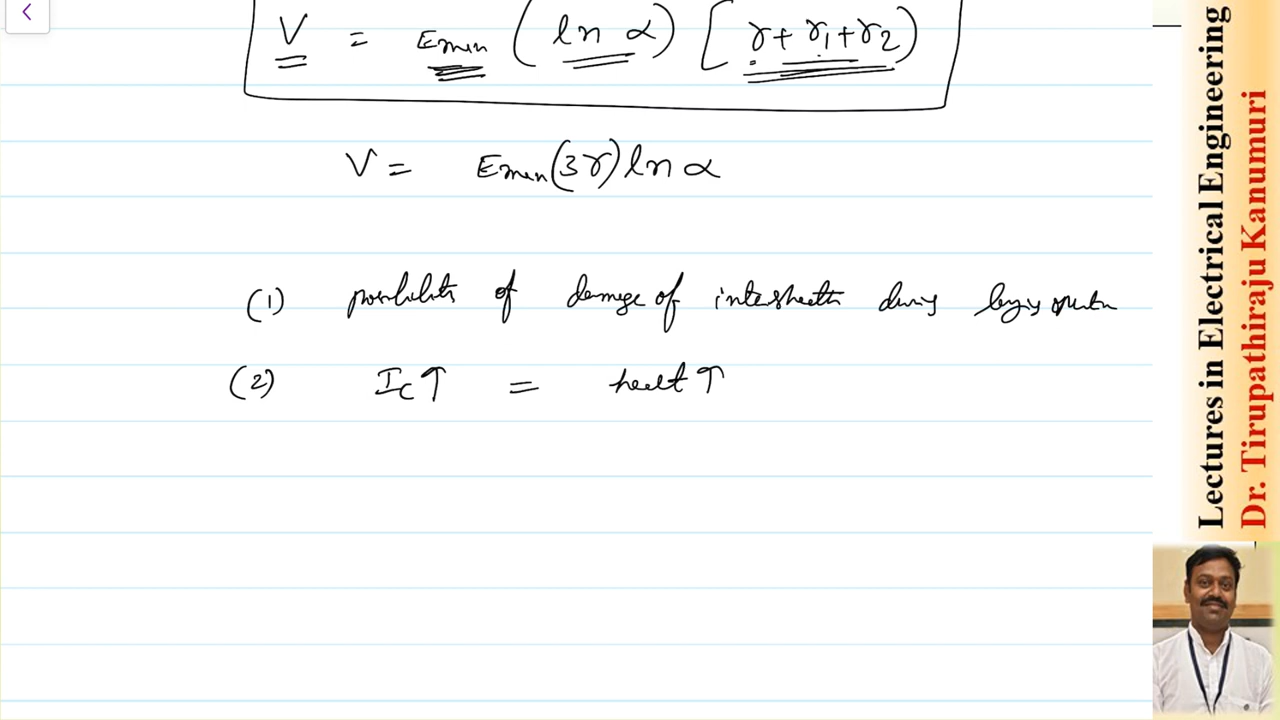 V = Emin ( ln α ) [ r + r1 + r2 )
V = Emin (3r) ln α
(1) possibility of damage of intersheath during laying operation
(2) Ic ↑ = heat ↑
Lectures in Electrical Engineering
Dr. Tirupathiraju Kanumuri